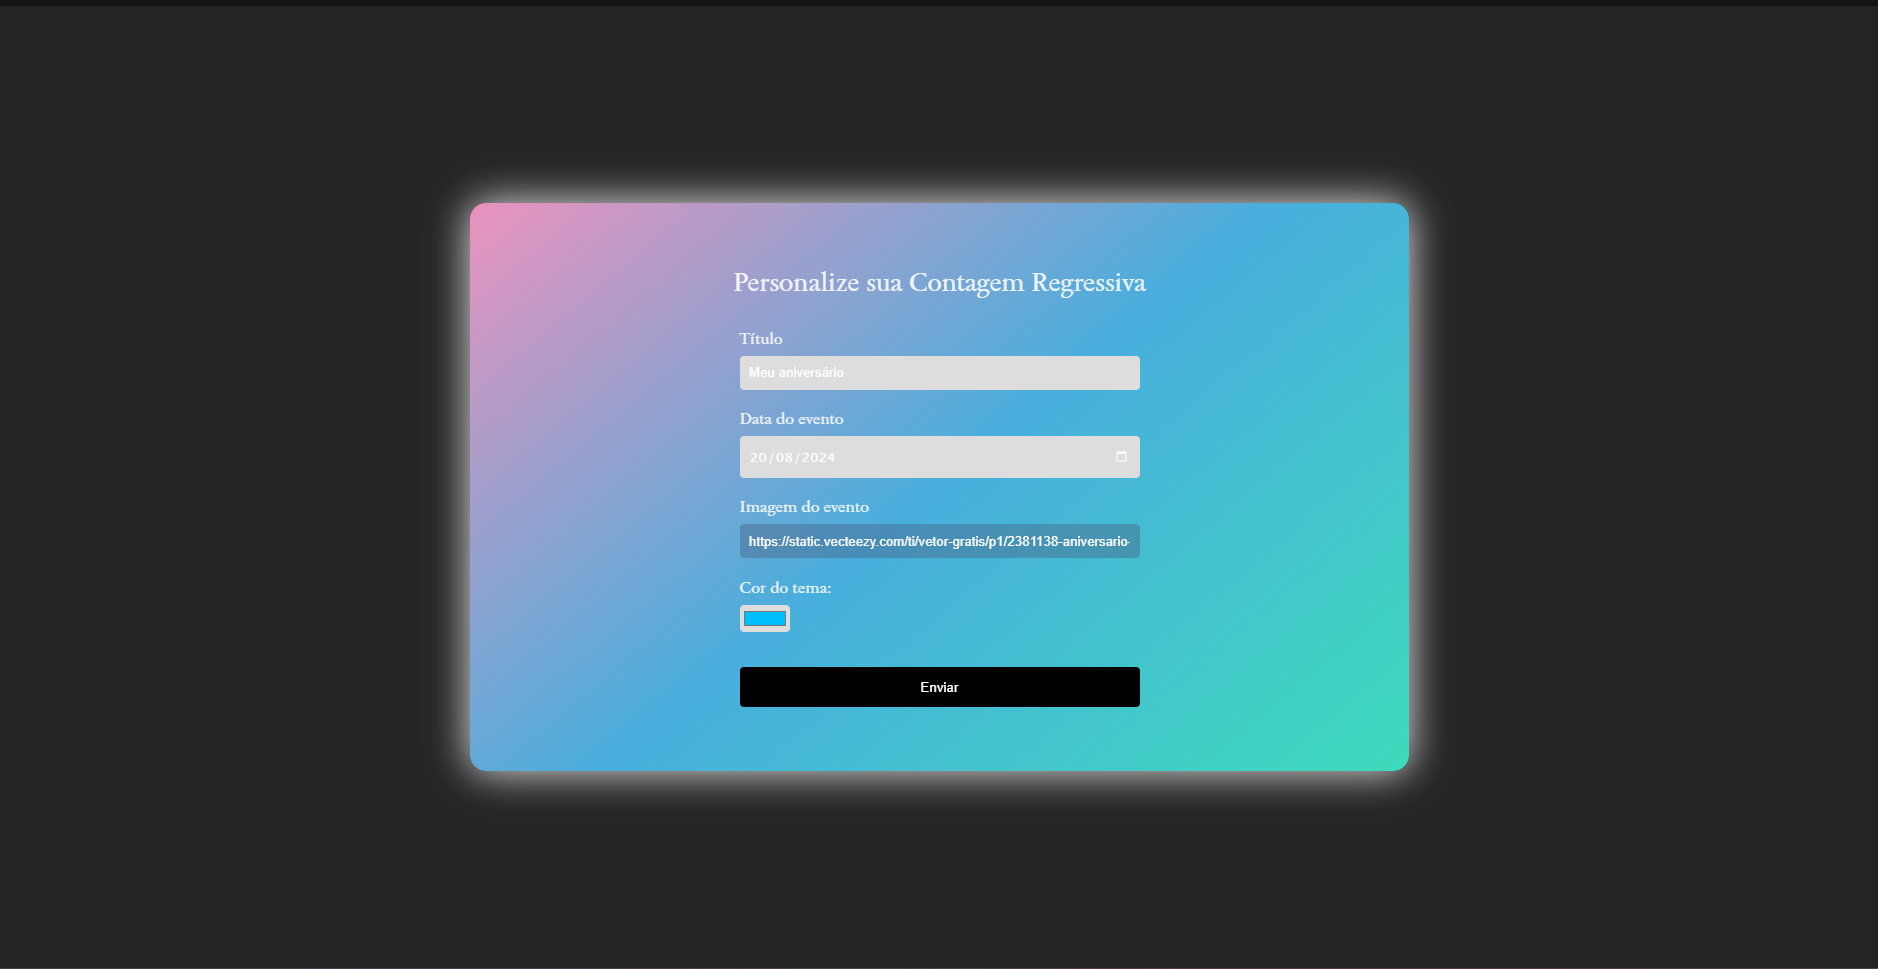 Personalize sua Contagem Regressiva
Título
Meu aniversário
Data do evento
20/08/2024
Imagem do evento
https://static.vecteezy.com/ti/vetor-gratis/p1/2381138-aniversario-
Cor do tema:
Enviar